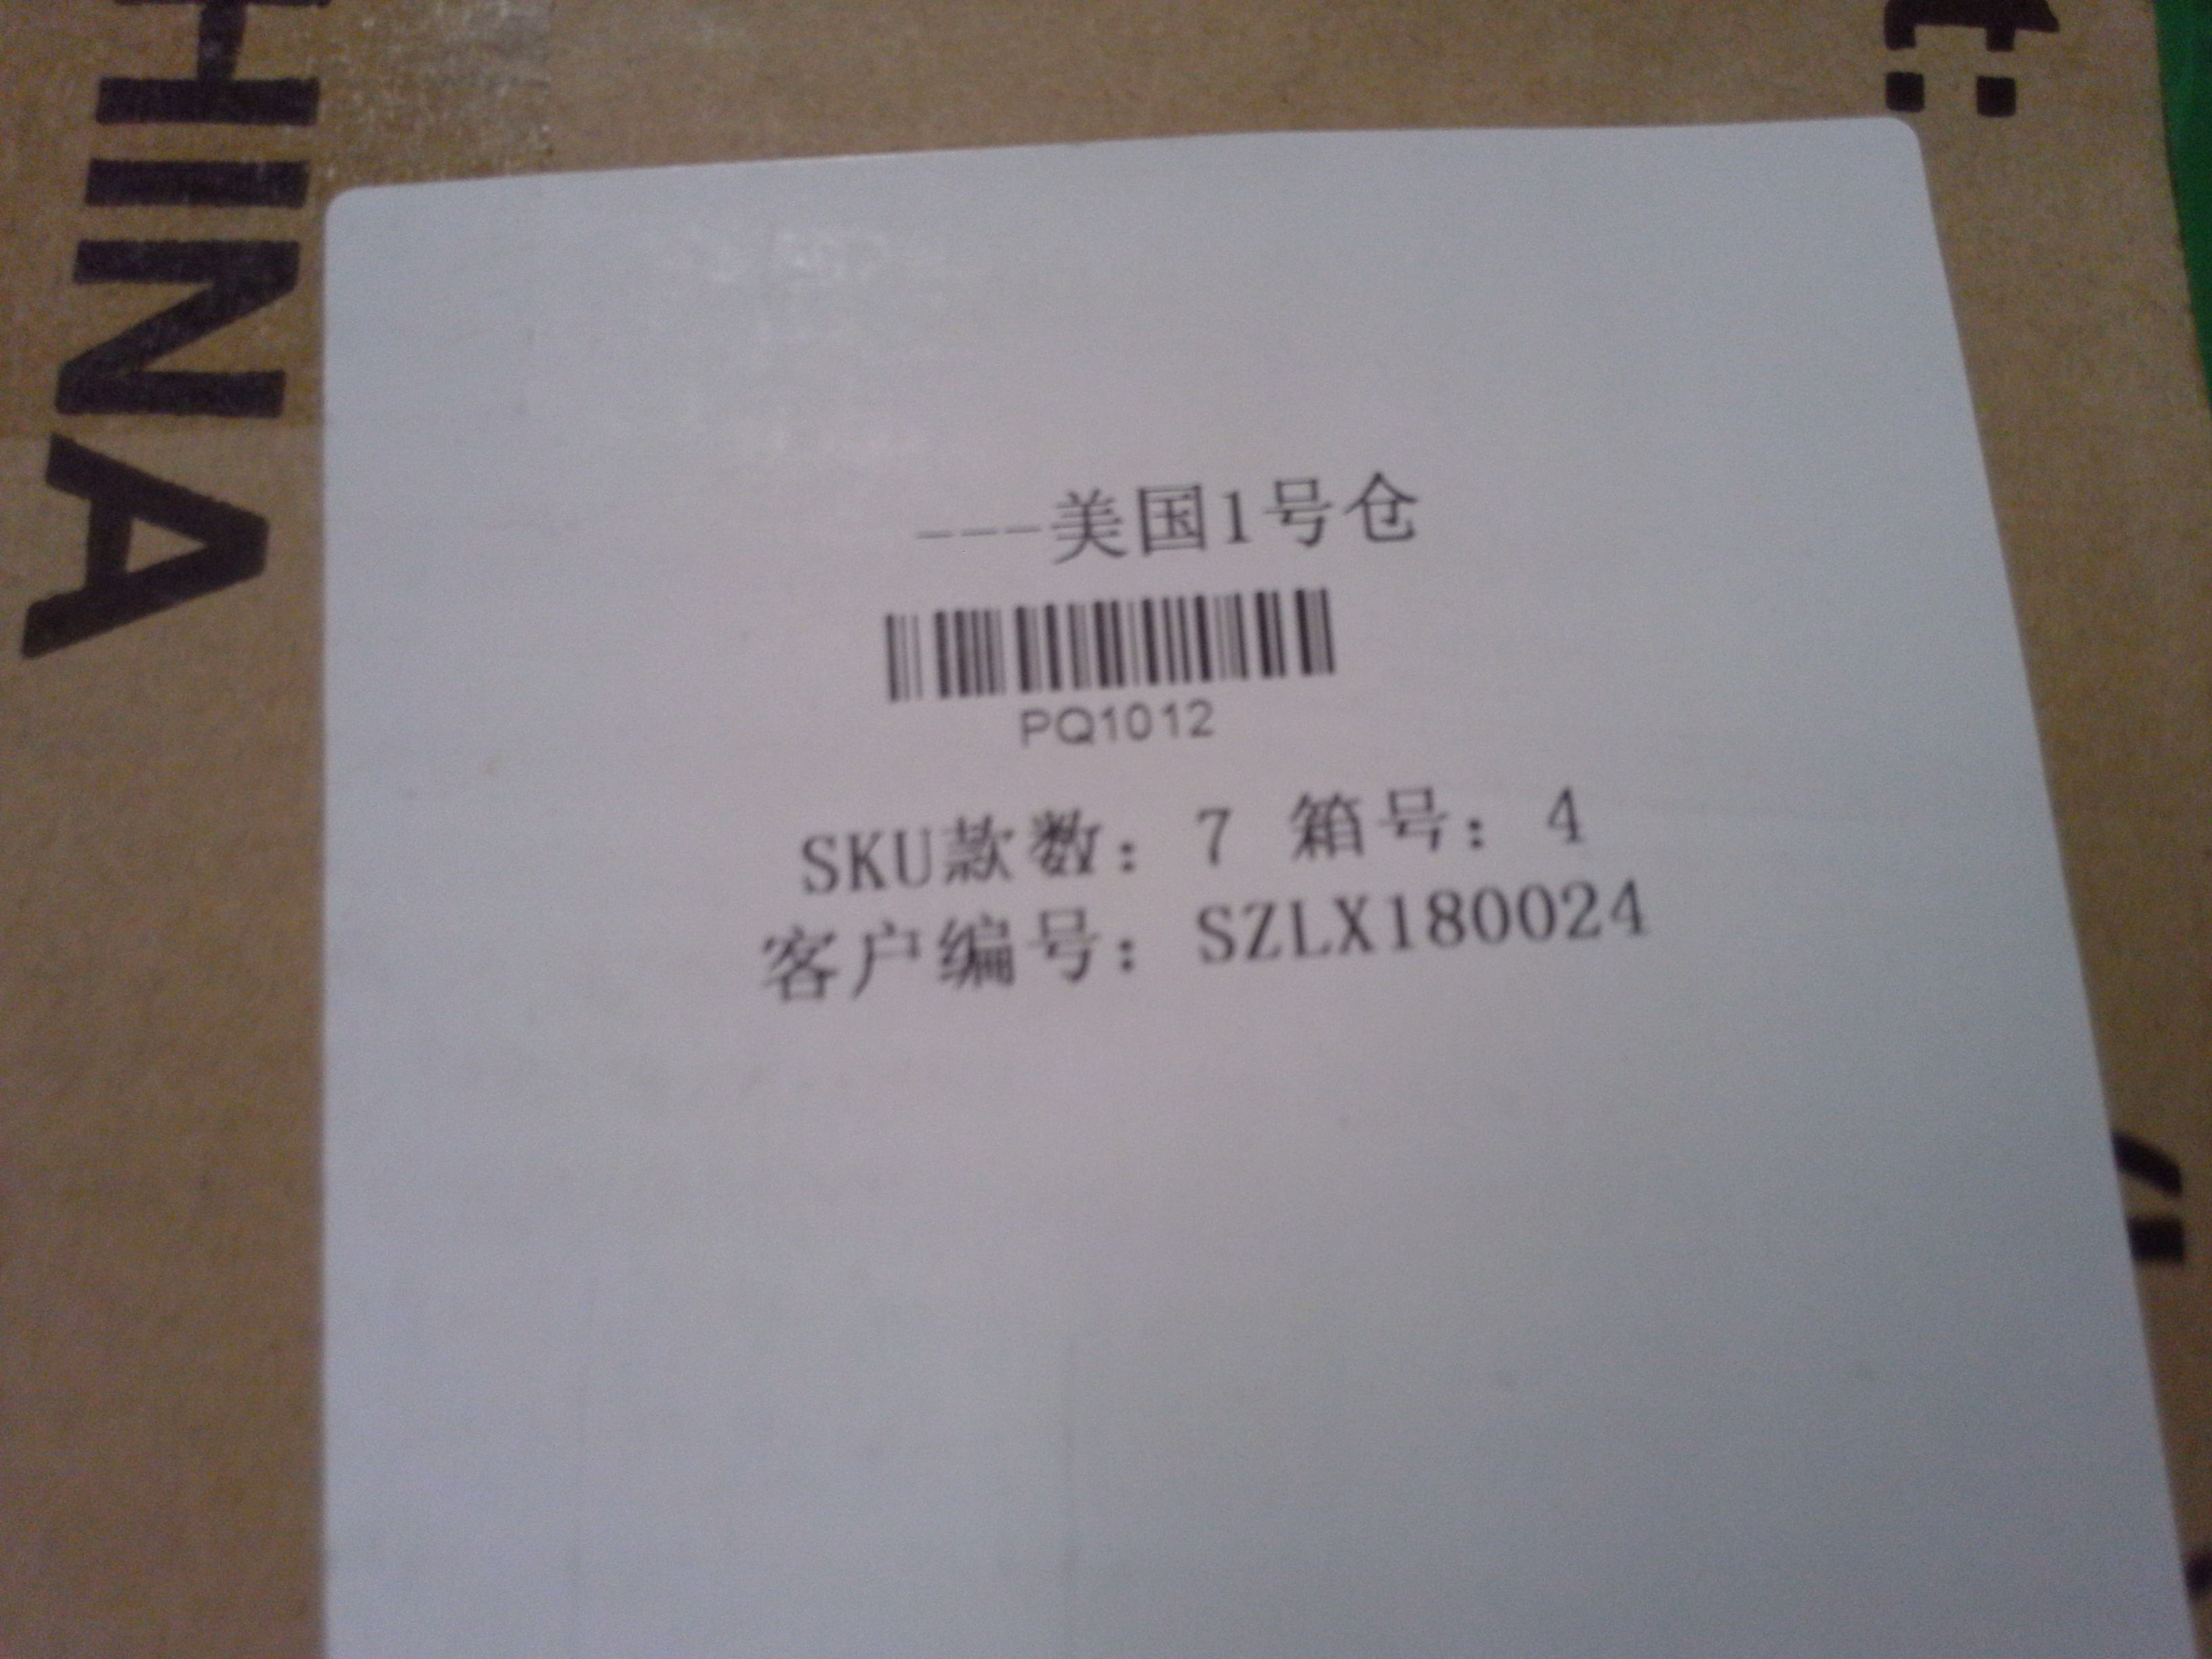 HINA
t:
---美国1号仓
PQ1012
SKU款数: 7 箱号: 4
客户编号: SZLX180024